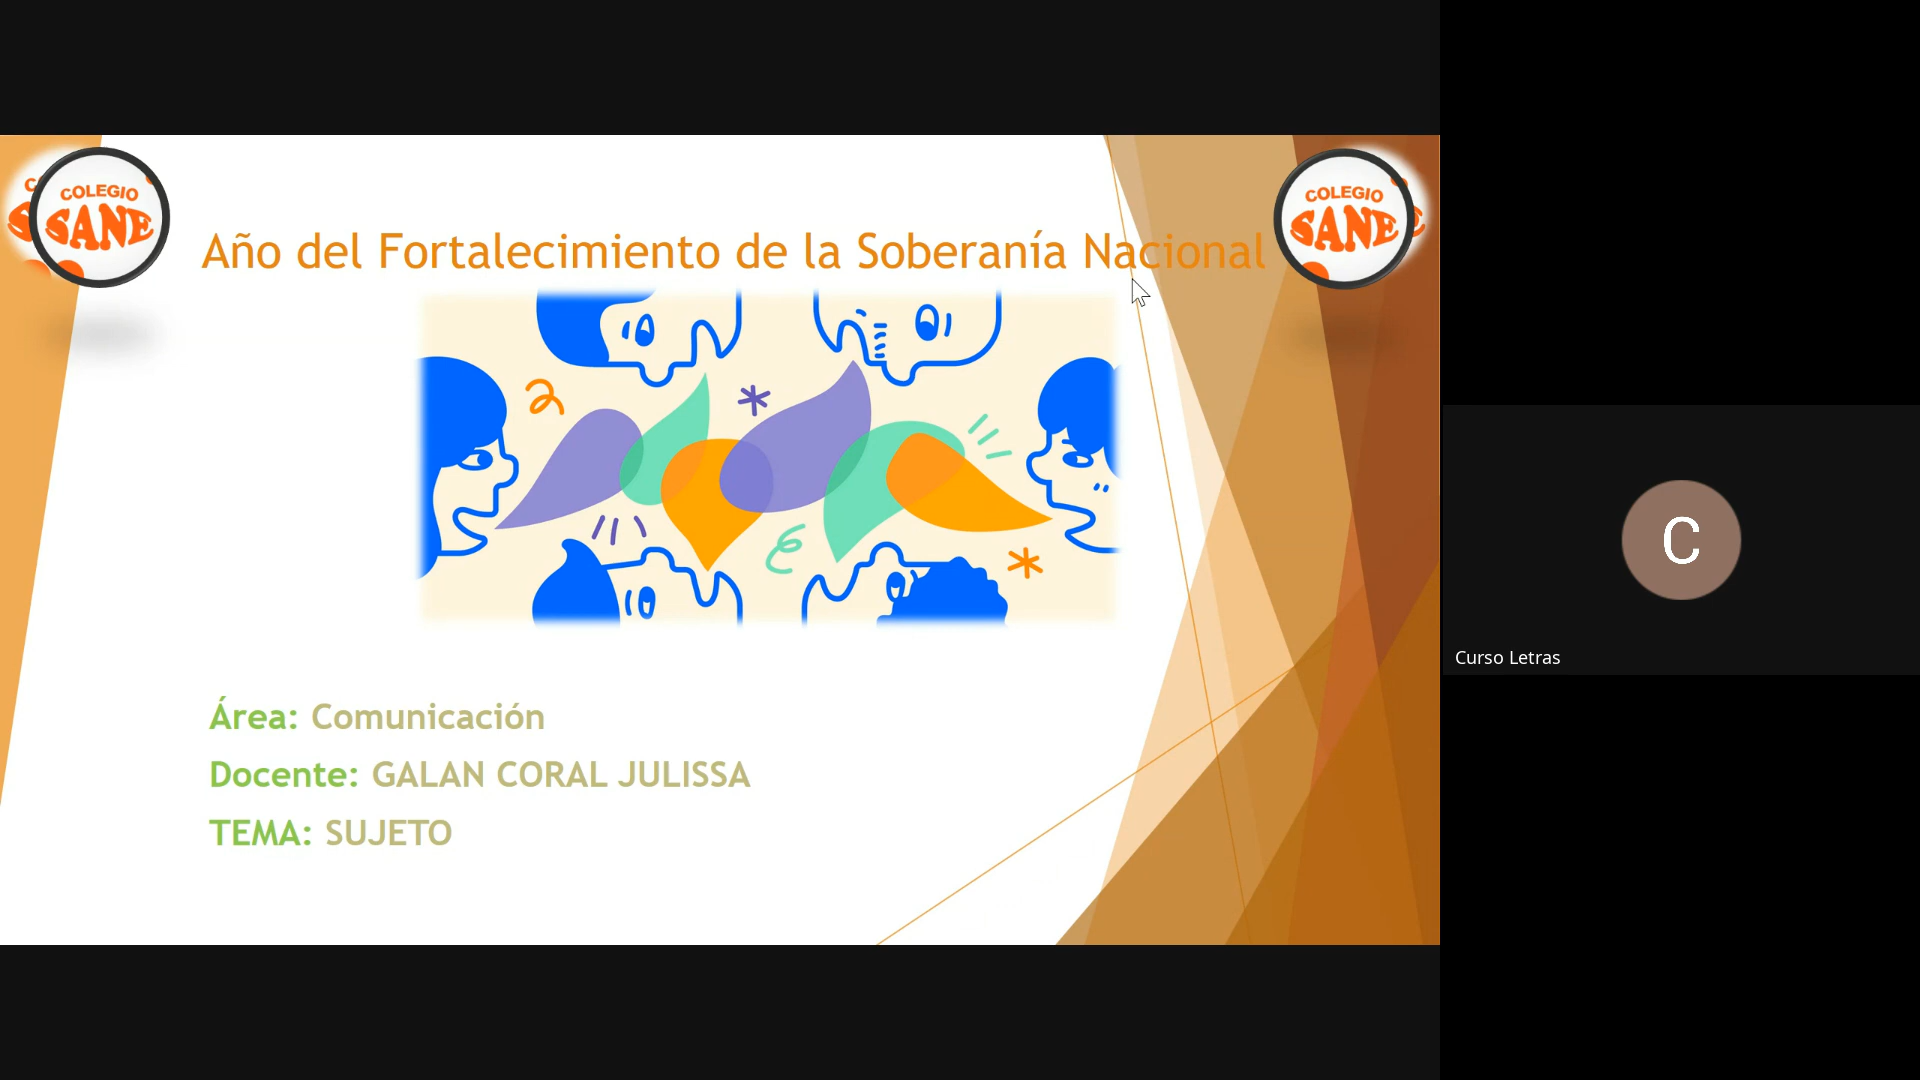 COLEGIO
SANE
COLEGIO
SANE
Año del Fortalecimiento de la Soberanía Nacional
Área: Comunicación
Docente: GALAN CORAL JULISSA
TEMA: SUJETO
C
Curso Letras